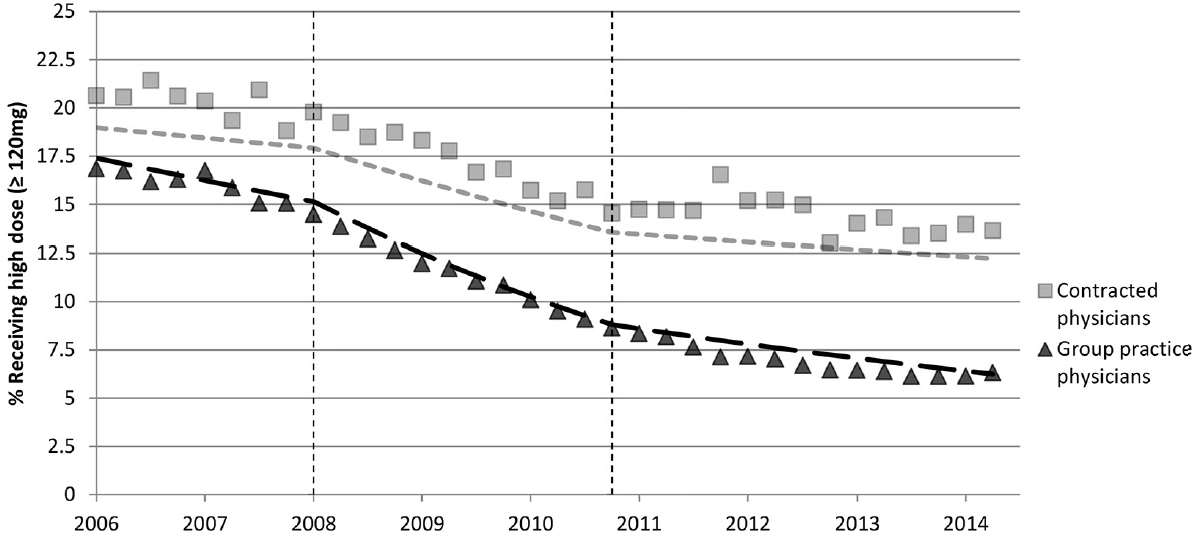 25
22.5
20
17.5
15
12.5
10
7.5
5
2.5
0
% Receiving high dose (≥ 120mg)
2006 2007 2008 2009 2010 2011 2012 2013 2014
Contracted
physicians
Group practice
physicians